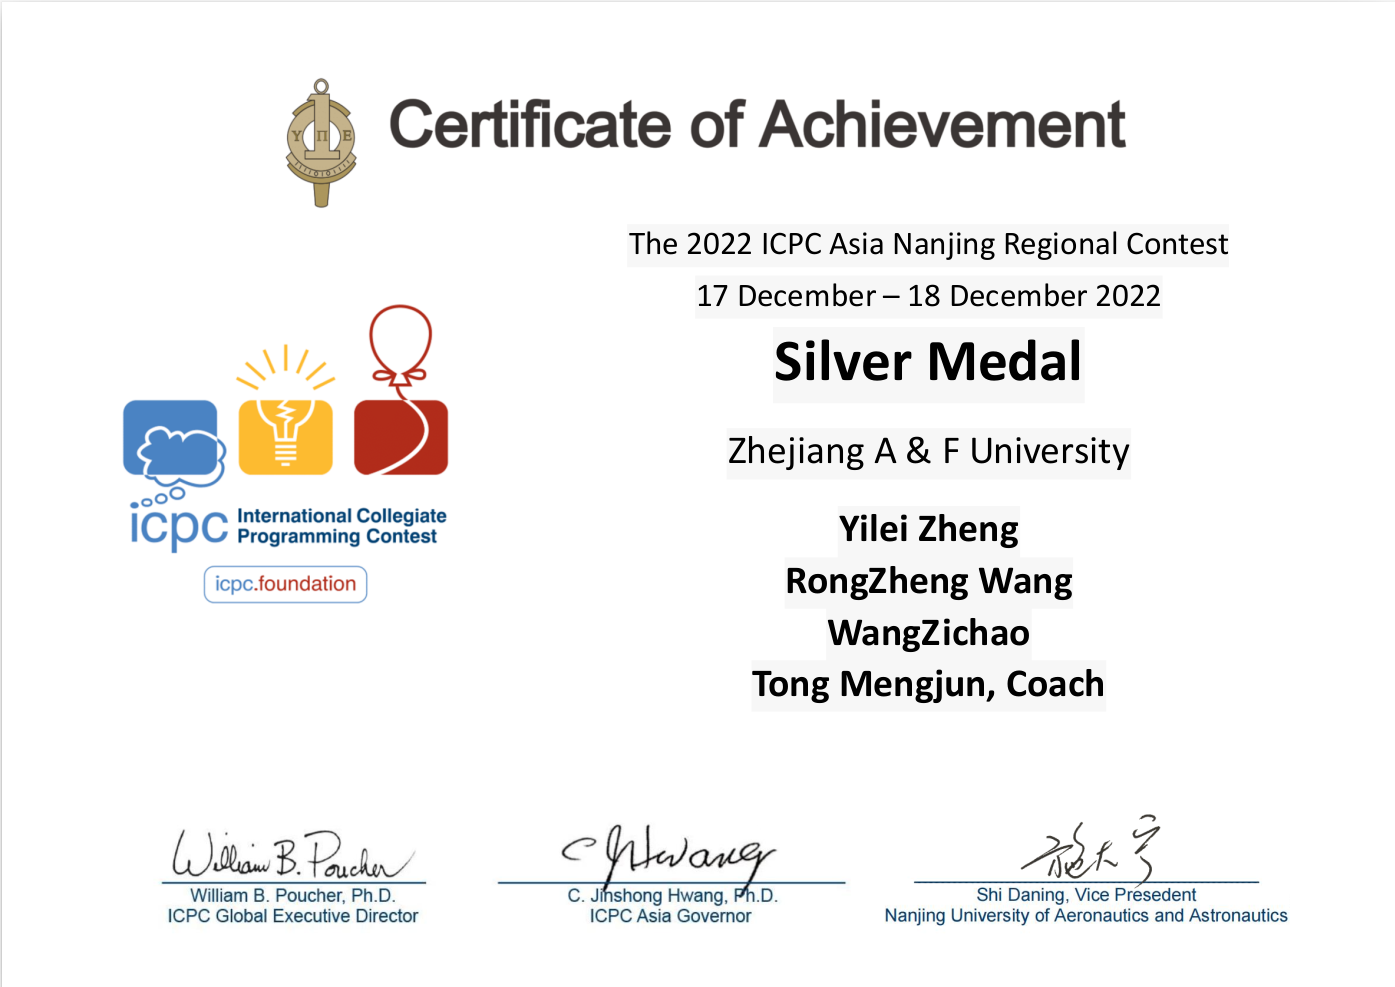 Certificate of Achievement
Υ Π Ε
The 2022 ICPC Asia Nanjing Regional Contest
17 December – 18 December 2022
Silver Medal
Zhejiang A & F University
Yilei Zheng
RongZheng Wang
WangZichao
Tong Mengjun, Coach
icpc International Collegiate
Programming Contest
icpc.foundation
William B. Poucher
William B. Poucher, Ph.D.
ICPC Global Executive Director
C J Hwang
C. Jinshong Hwang, Ph.D.
ICPC Asia Governor
施大宁
Shi Daning, Vice Presedent
Nanjing University of Aeronautics and Astronautics